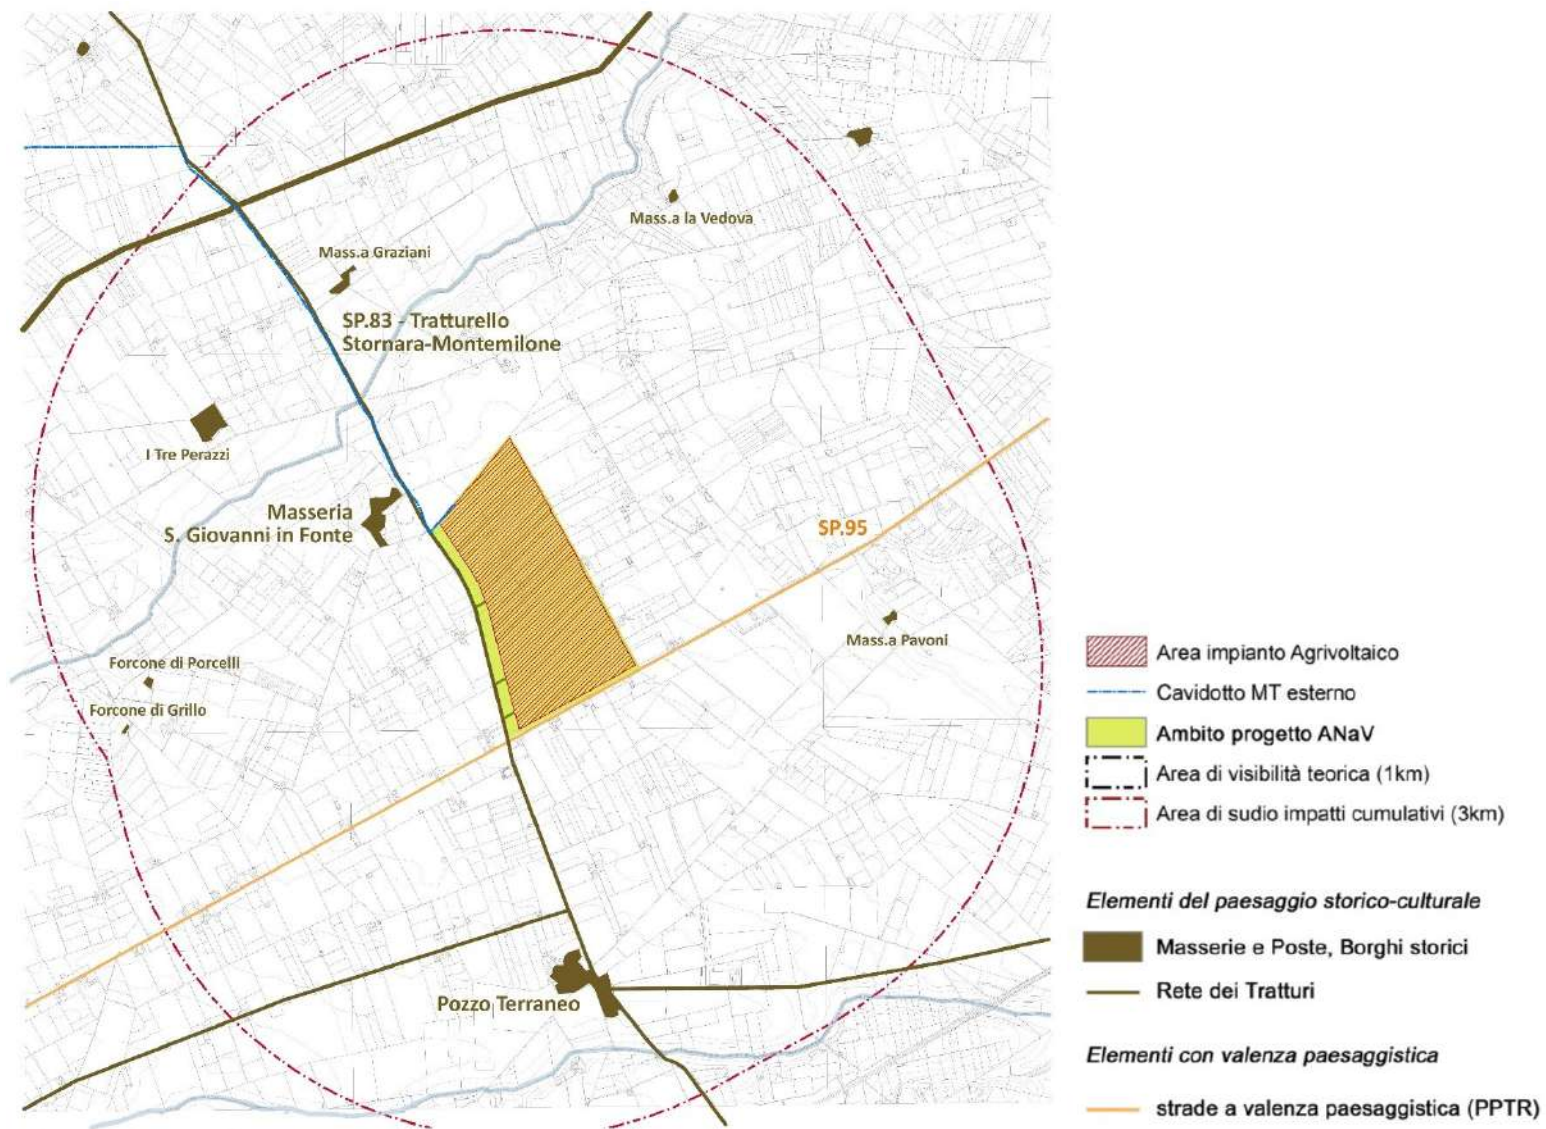 Mass.a la Vedova
Mass.a Graziani
SP.83 - Tratturello
Stornara-Montemilone
I Tre Perazzi
Masseria
S. Giovanni in Fonte
SP.95
Mass.a Pavoni
Forcone di Porcelli
Forcone di Grillo
Pozzo Terraneo
Area impianto Agrivoltaico
Cavidotto MT esterno
Ambito progetto ANaV
Area di visibilità teorica (1km)
Area di sudio impatti cumulativi (3km)
Elementi del paesaggio storico-culturale
Masserie e Poste, Borghi storici
Rete dei Tratturi
Elementi con valenza paesaggistica
strade a valenza paesaggistica (PPTR)